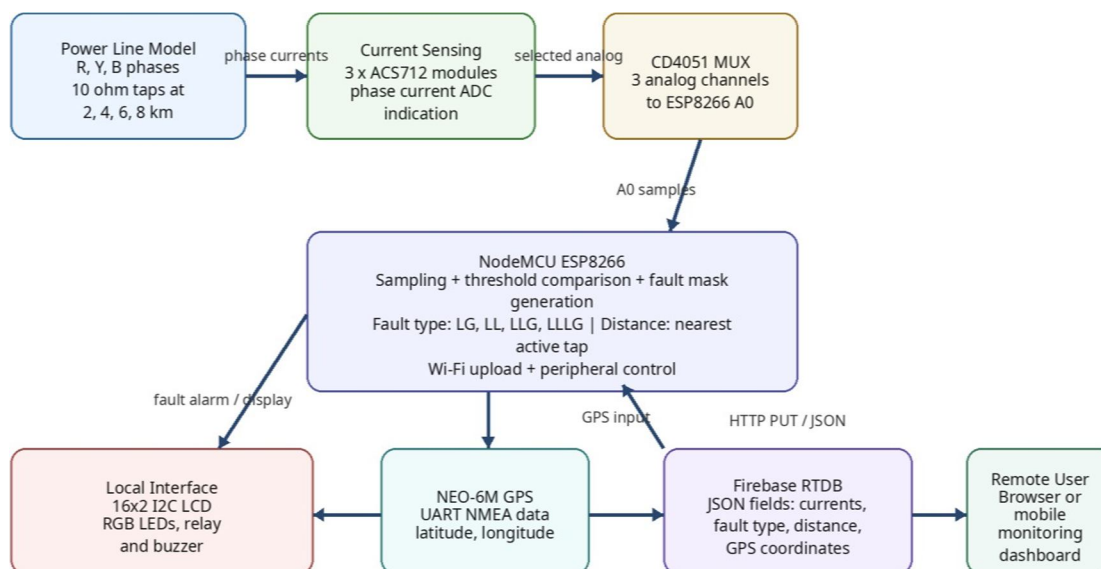 Power Line Model
R, Y, B phases
10 ohm taps at
2, 4, 6, 8 km
phase currents
Current Sensing
3 x ACS712 modules
phase current ADC
indication
selected analog
CD4051 MUX
3 analog channels
to ESP8266 A0
A0 samples
NodeMCU ESP8266
Sampling + threshold comparison + fault mask
generation
Fault type: LG, LL, LLG, LLLG | Distance: nearest
active tap
Wi-Fi upload + peripheral control
fault alarm / display
GPS input
HTTP PUT / JSON
Local Interface
16x2 I2C LCD
RGB LEDs, relay
and buzzer
NEO-6M GPS
UART NMEA data
latitude, longitude
Firebase RTDB
JSON fields: currents,
fault type, distance,
GPS coordinates
Remote User
Browser or
mobile
monitoring
dashboard